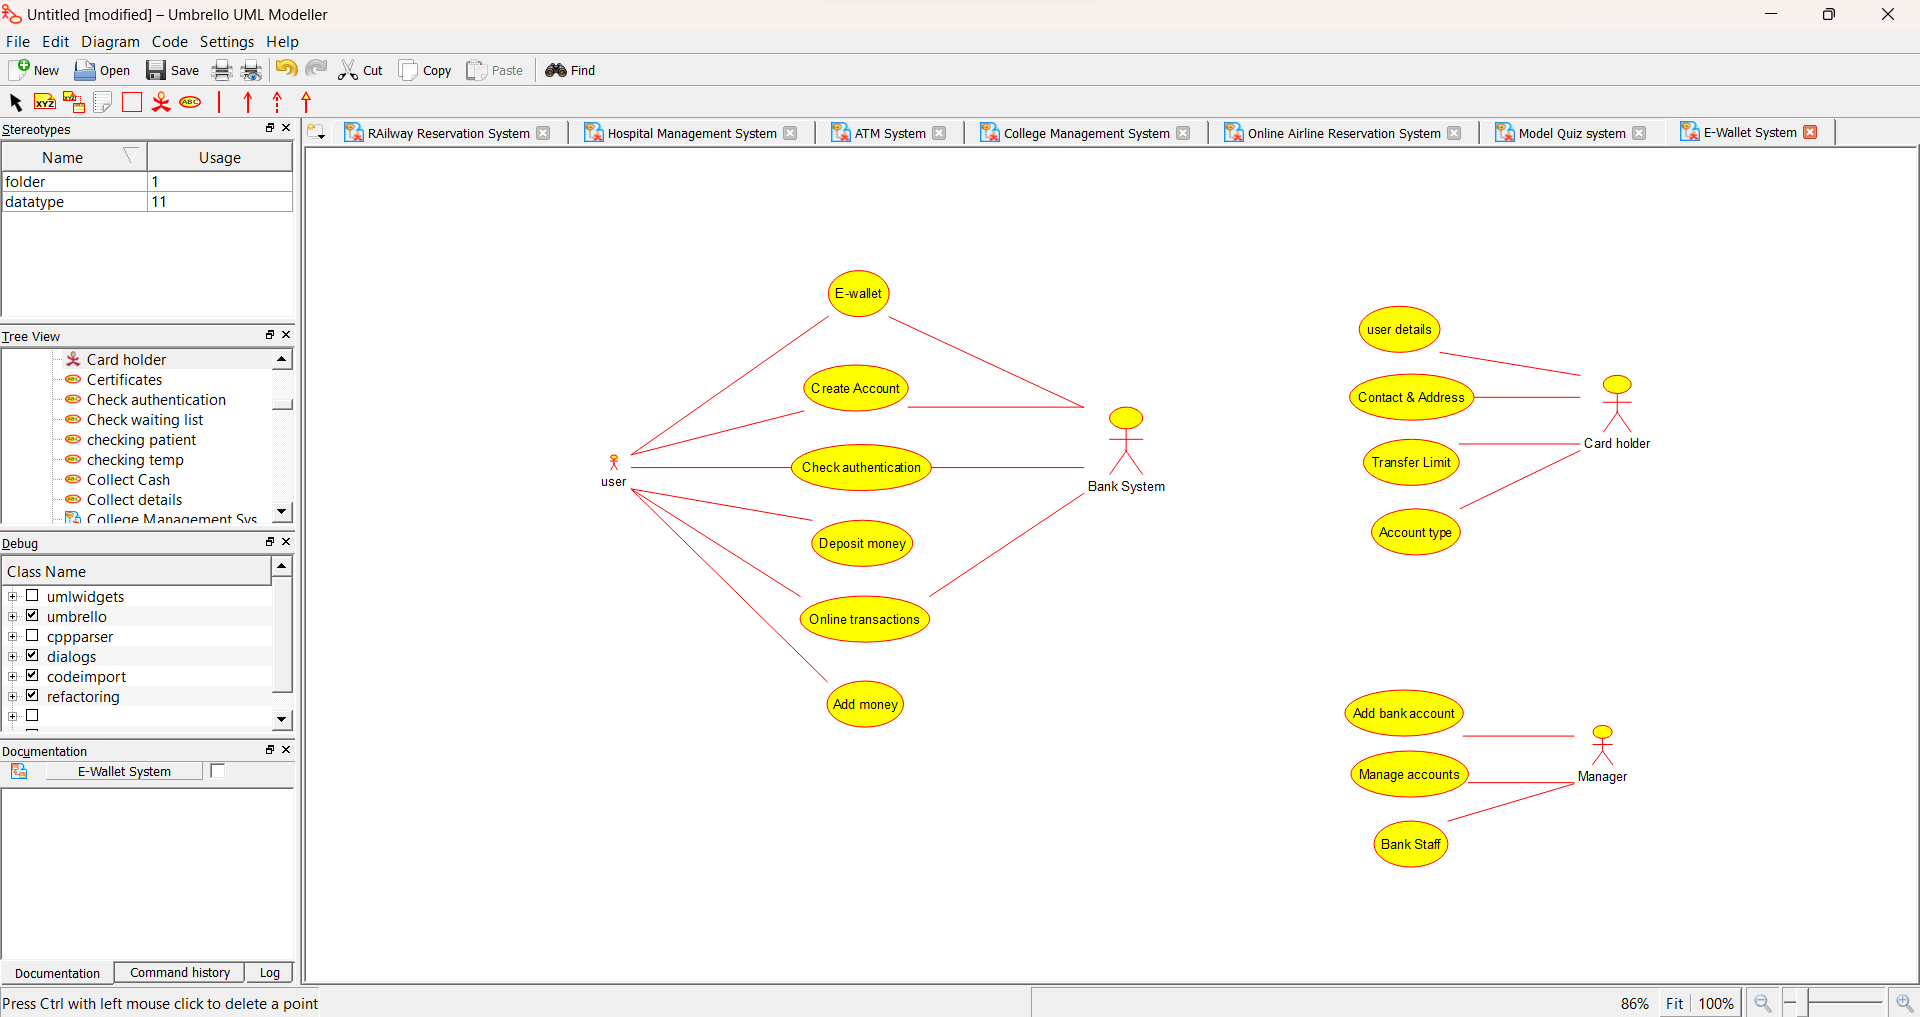 Untitled [modified] – Umbrello UML Modeller
File Edit Diagram Code Settings Help
New Open Save Cut Copy Paste Find
XYZ XYZ ABC
Stereotypes
RAilway Reservation System Hospital Management System ATM System College Management System Online Airline Reservation System Model Quiz system E-Wallet System
Name Usage
folder 1
datatype 11
Tree View
Card holder
Certificates
Check authentication
Check waiting list
checking patient
checking temp
Collect Cash
Collect details
College Management Sys
Debug
Class Name
umlwidgets
umbrello
cppparser
dialogs
codeimport
refactoring
Documentation
E-Wallet System
Documentation Command history Log
E-wallet
Create Account
Check authentication
Deposit money
Online transactions
Add money
user
Bank System
user details
Contact & Address
Transfer Limit
Account type
Card holder
Add bank account
Manage accounts
Bank Staff
Manager
Press Ctrl with left mouse click to delete a point
86% Fit 100%